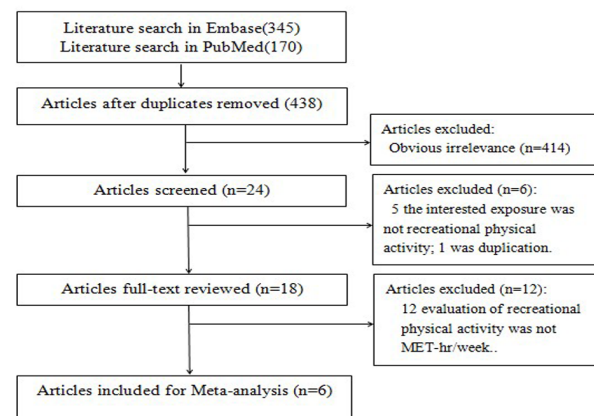 Literature search in Embase(345)
Literature search in PubMed(170)
Articles after duplicates removed (438)
Articles excluded:
Obvious irrelevance (n=414)
Articles screened (n=24)
Articles excluded (n=6):
5 the interested exposure was
not recreational physical
activity; 1 was duplication.
Articles full-text reviewed (n=18)
Articles excluded (n=12):
12 evaluation of recreational
physical activity was not
MET-hr/week..
Articles included for Meta-analysis (n=6)